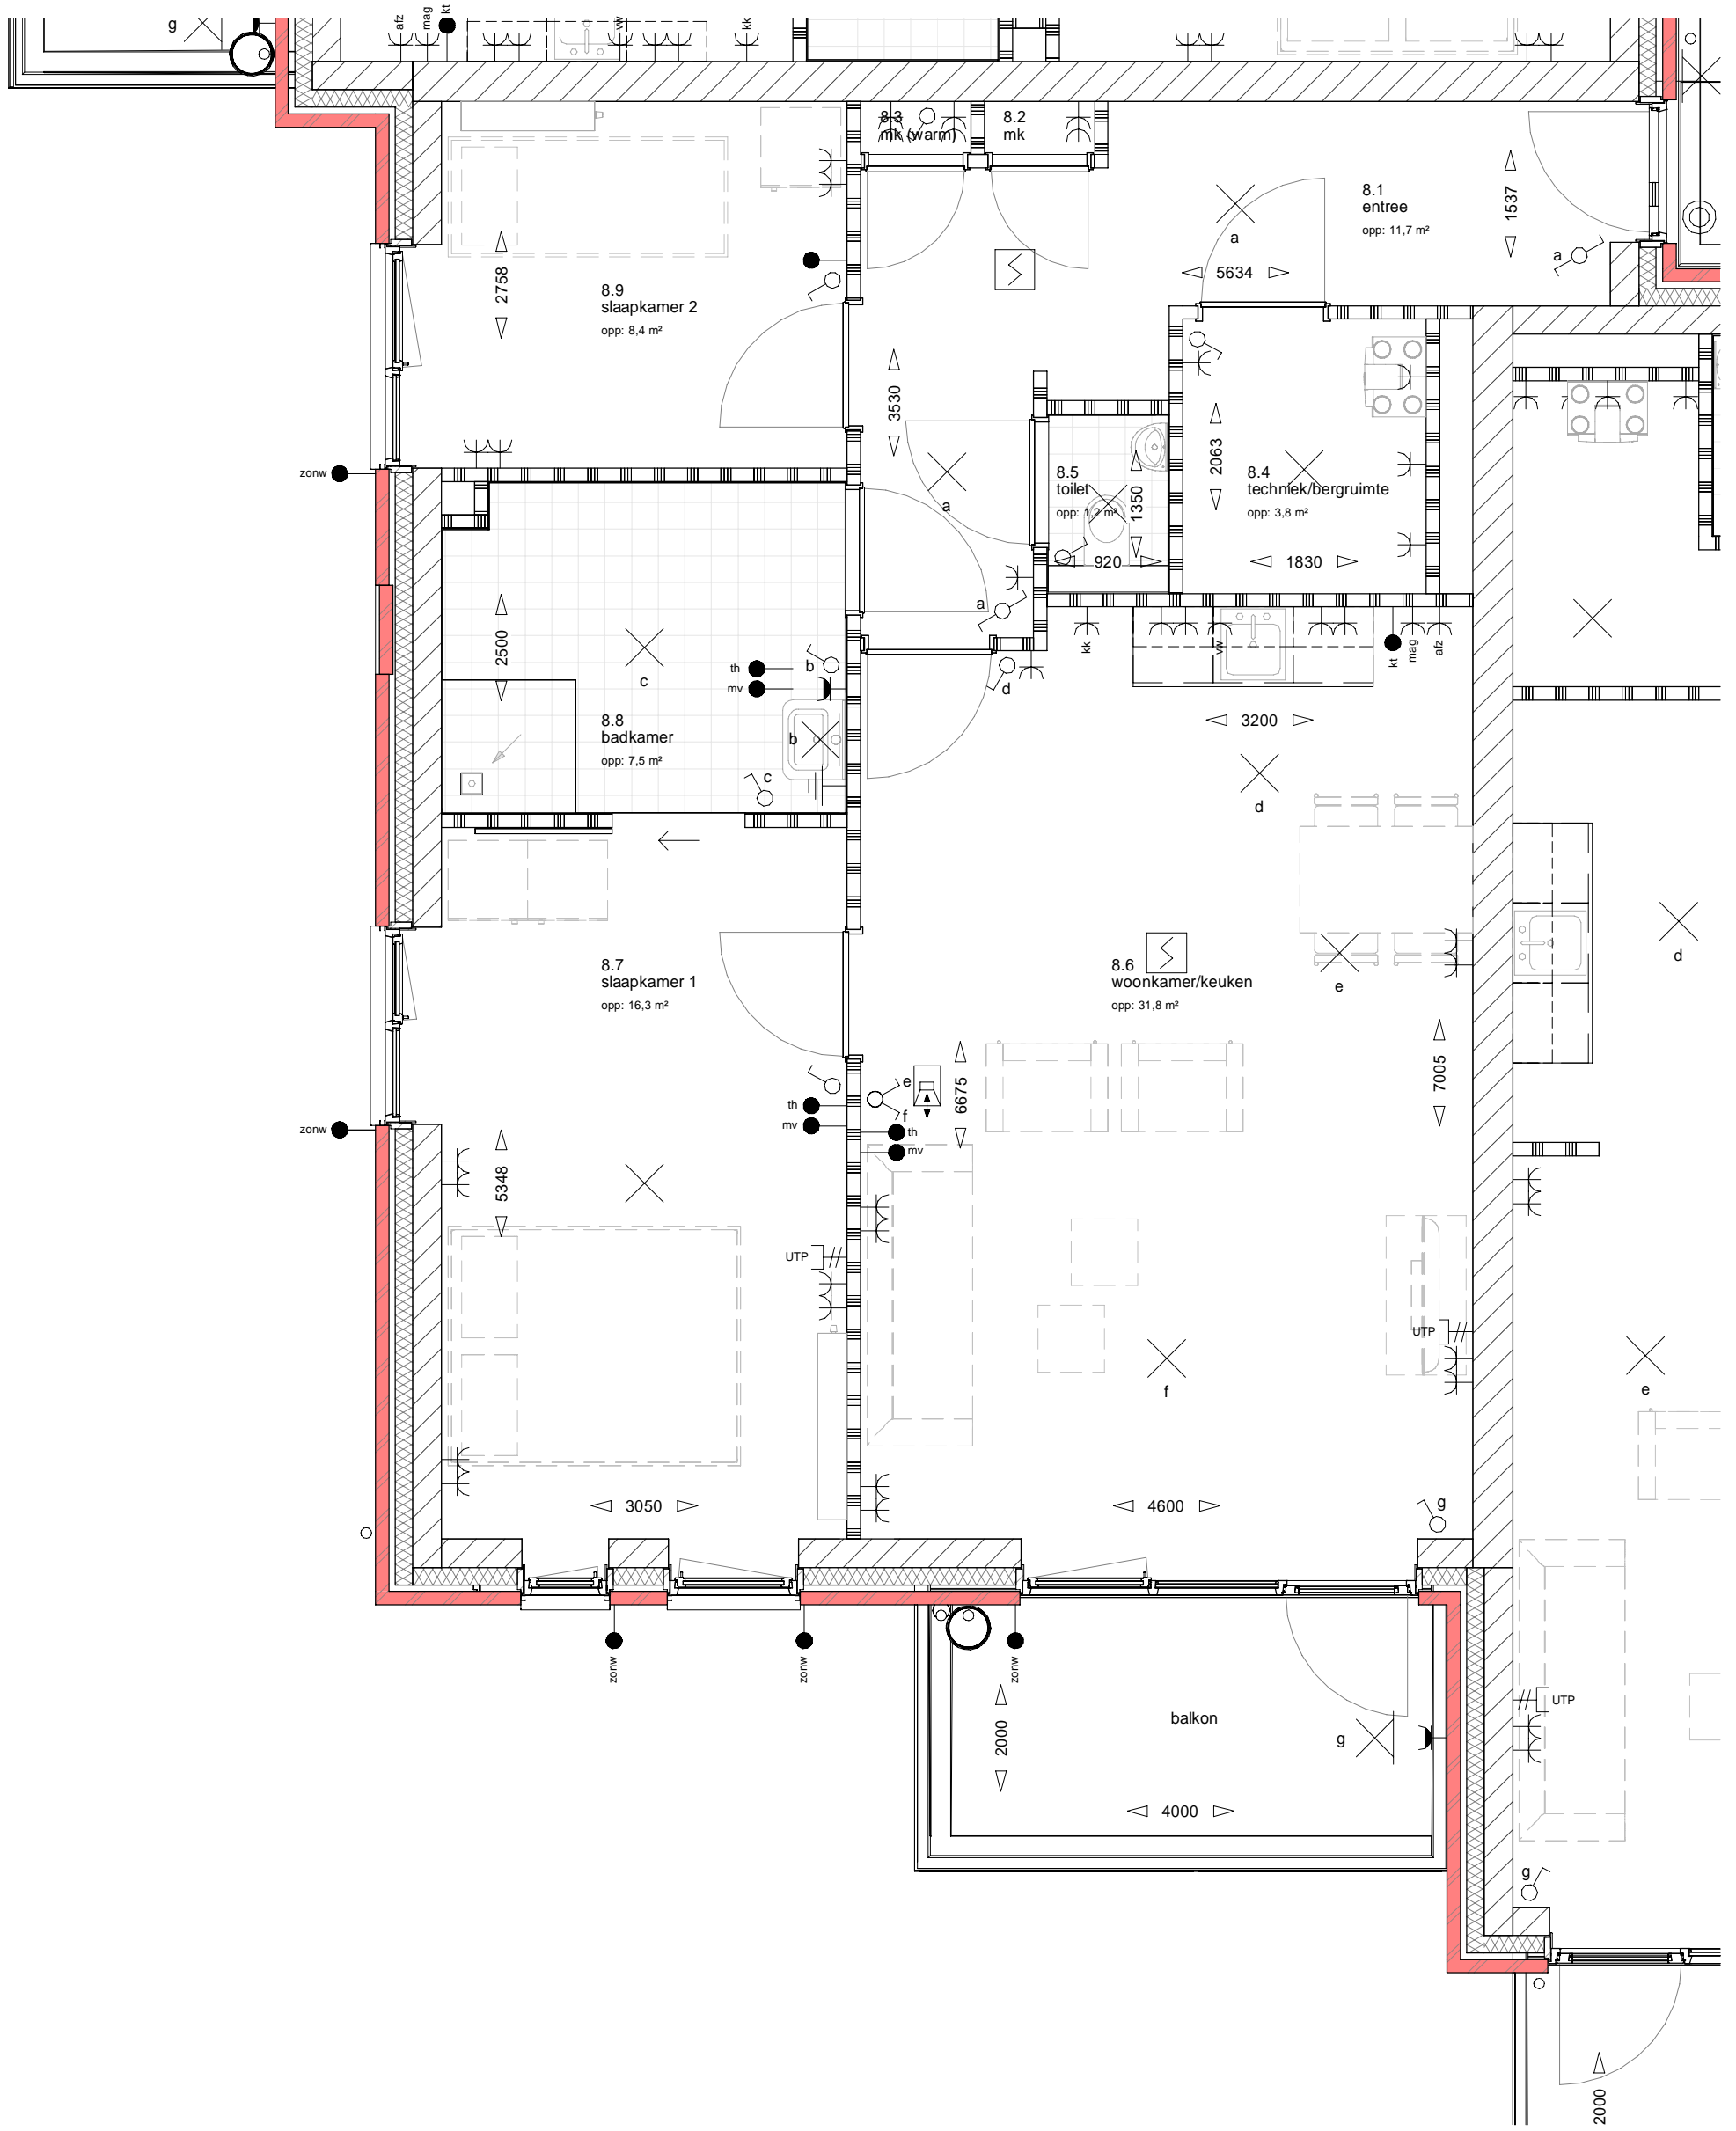 g
afz
mag
kt
vw
kk
8.3
mk (warm)
8.2
mk
8.1
entree
opp: 11,7 m²
1537
a
a
5634
2758
8.9
slaapkamer 2
opp: 8,4 m²
3530
zonw
a
8.5
toilet
opp: 1,2 m²
1350
920
2063
8.4
techniek/bergruimte
opp: 3,8 m²
1830
a
2500
c
th
mv
b
8.8
badkamer
opp: 7,5 m²
b
c
d
kk
vw
kt
mag
afz
3200
d
d
8.7
slaapkamer 1
opp: 16,3 m²
8.6
woonkamer/keuken
opp: 31,8 m²
e
zonw
th
mv
e
f
th
mv
6675
7005
5348
UTP
UTP
f
e
3050
4600
g
zonw
zonw
zonw
2000
balkon
g
4000
UTP
g
2000